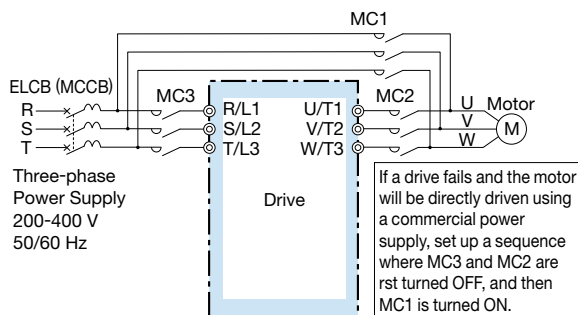 MC1
ELCB (MCCB)
MC3
R/L1
U/T1
MC2
U
Motor
R
S
S/L2
V/T2
V
M
T
T/L3
W/T3
W
Three-phase
Power Supply
200-400 V
50/60 Hz
Drive
If a drive fails and the motor
will be directly driven using
a commercial power
supply, set up a sequence
where MC3 and MC2 are
rst turned OFF, and then
MC1 is turned ON.